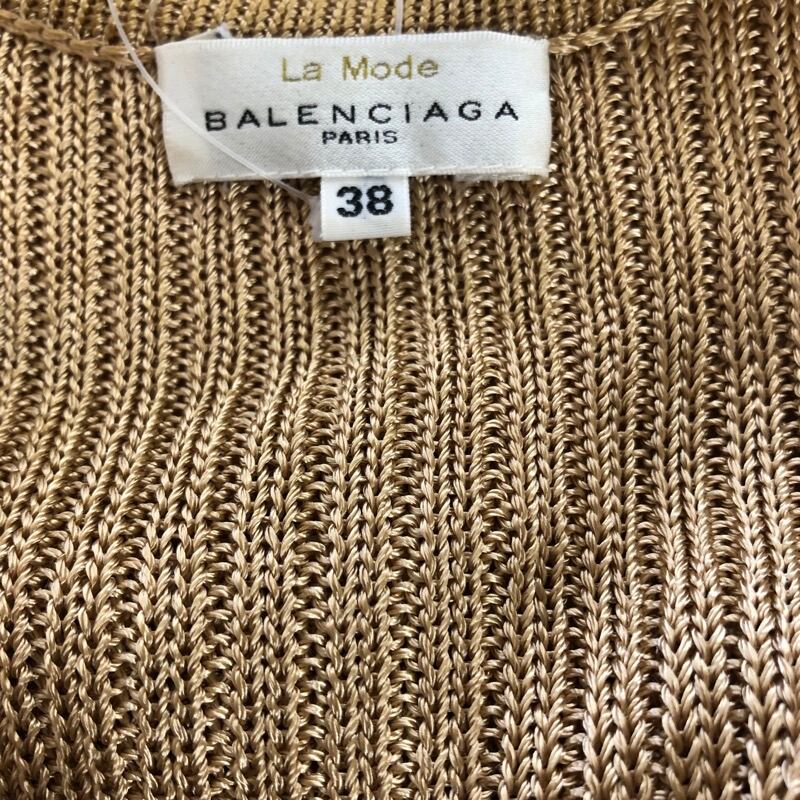 La Mode
BALENCIAGA
PARIS
38